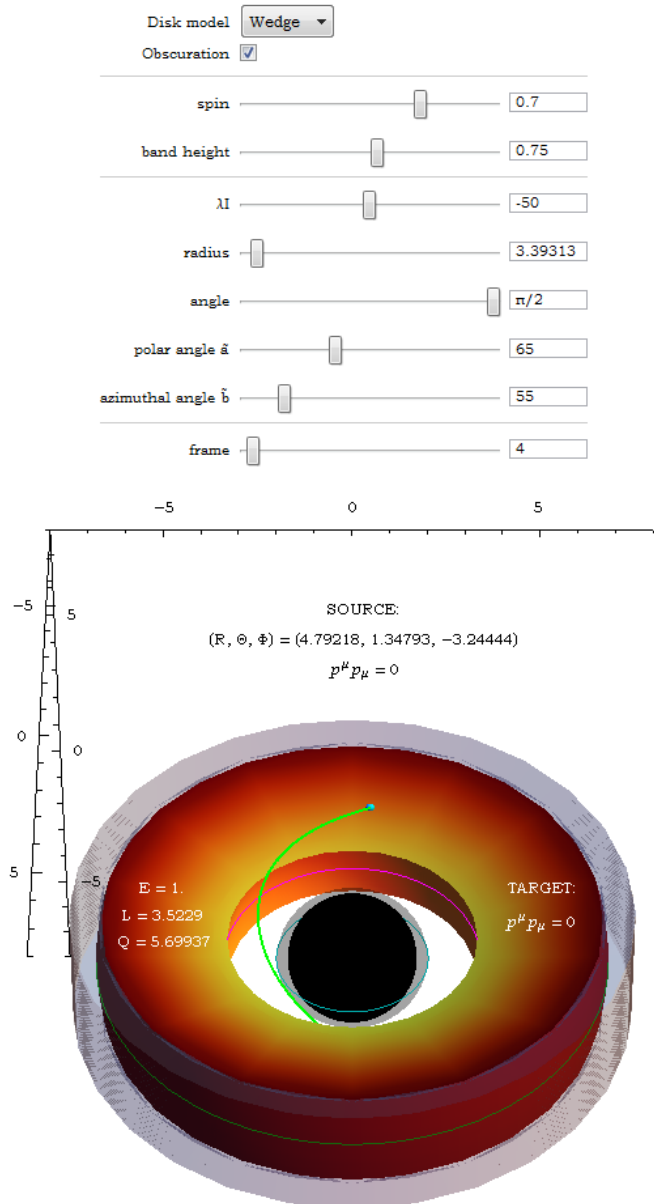 Disk model Wedge
Obscuration
spin 0.7
band height 0.75
λI -50
radius 3.39313
angle π/2
polar angle ã 65
azimuthal angle b̃ 55
frame 4
-5 0 5
-5 5
SOURCE:
(R, Θ, Φ) = (4.79218, 1.34793, -3.24444)
p^μ p_μ = 0
0 0
5 -5
E = 1.
L = 3.5229
Q = 5.69937
TARGET:
p^μ p_μ = 0